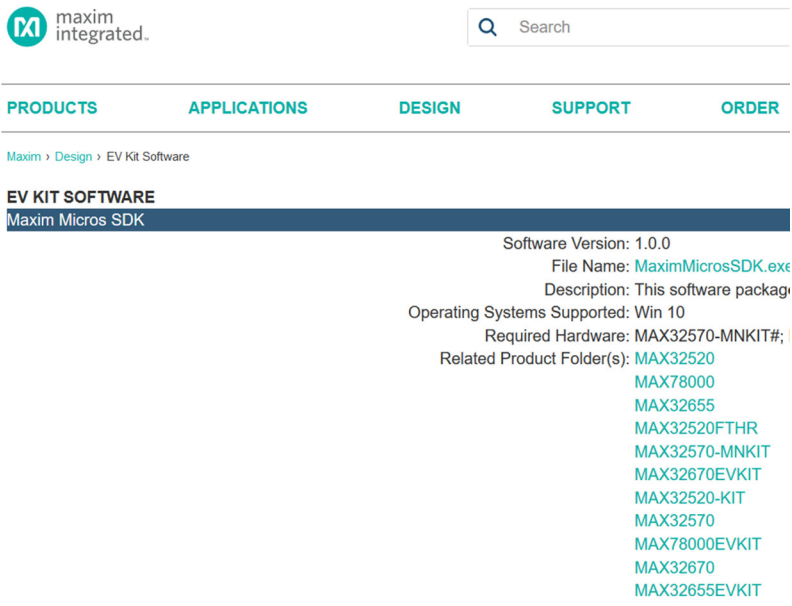 maxim
integrated™
Search
PRODUCTS APPLICATIONS DESIGN SUPPORT ORDER
Maxim › Design › EV Kit Software
EV KIT SOFTWARE
Maxim Micros SDK
Software Version: 1.0.0
File Name: MaximMicrosSDK.exe
Description: This software package
Operating Systems Supported: Win 10
Required Hardware: MAX32570-MNKIT#;
Related Product Folder(s): MAX32520
MAX78000
MAX32655
MAX32520FTHR
MAX32570-MNKIT
MAX32670EVKIT
MAX32520-KIT
MAX32570
MAX78000EVKIT
MAX32670
MAX32655EVKIT